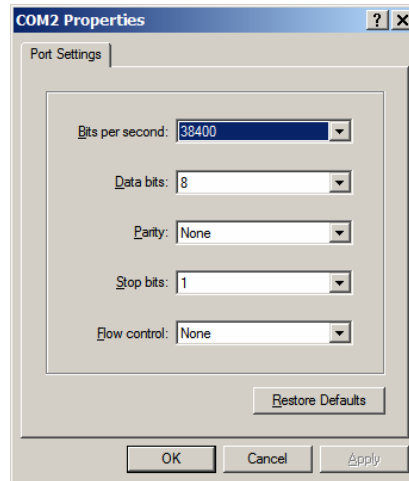 COM2 Properties
Port Settings
Bits per second: 38400
Data bits: 8
Parity: None
Stop bits: 1
Flow control: None
Restore Defaults
OK Cancel Apply